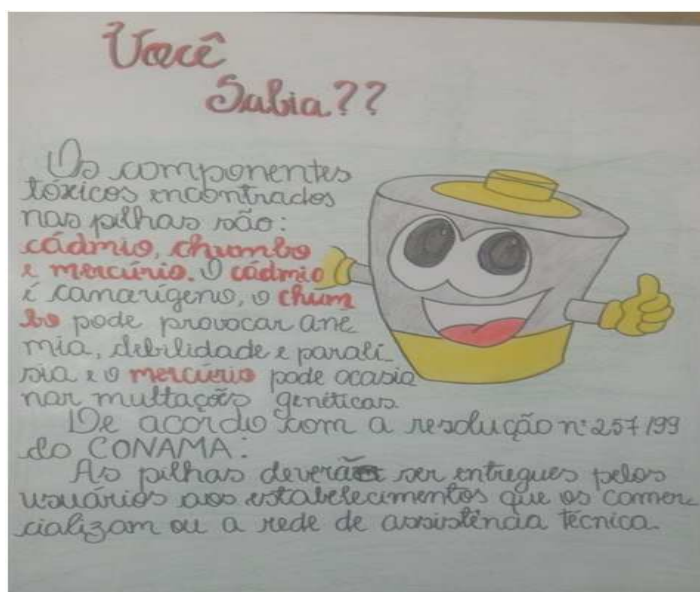 Você
Sabia??
Os componentes
tóxicos encontrados
nas pilhas são:
cádmio, chumbo
e mercúrio. O cádmio
é canarígeno, o chum
bo pode provocar ane
mia, debilidade e parali
sia e o mercúrio pode ocasio
nar multações genéticas.
De acordo com a resolução nº 257/99
do CONAMA:
As pilhas deverão ser entregues pelos
usuários aos estabelecimentos que os comer
cializam ou a rede de assistência técnica.